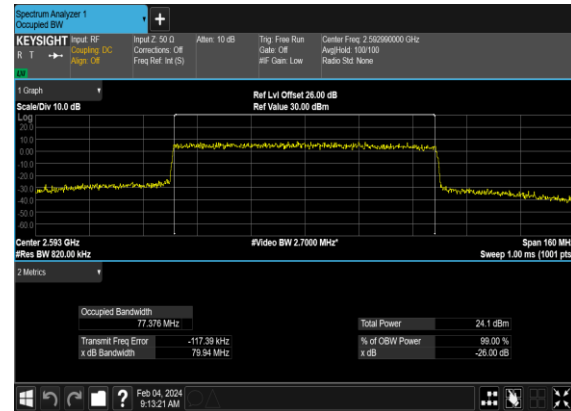 Spectrum Analyzer 1
Occupied BW
+
KEYSIGHT Input: RF Input Z: 50 Ω Atten: 10 dB Trig: Free Run Center Freq: 2.592990000 GHz
R T Coupling: DC Corrections: Off Gate: Off Avg|Hold: 100/100
Align: Off Freq Ref: Int (S) #IF Gain: Low Radio Std: None
1 Graph
Ref Lvl Offset 26.00 dB
Scale/Div 10.0 dB Ref Value 30.00 dBm
Log
20.0
10.0
0.00
-10.0
-20.0
-30.0
-40.0
-50.0
-60.0
Center 2.593 GHz #Video BW 2.7000 MHz* Span 160 MH
#Res BW 820.00 kHz Sweep 1.00 ms (1001 pts
2 Metrics
Occupied Bandwidth
77.376 MHz Total Power 24.1 dBm
Transmit Freq Error -117.39 kHz % of OBW Power 99.00 %
x dB Bandwidth 79.94 MHz x dB -26.00 dB
? Feb 04, 2024
9:13:21 AM